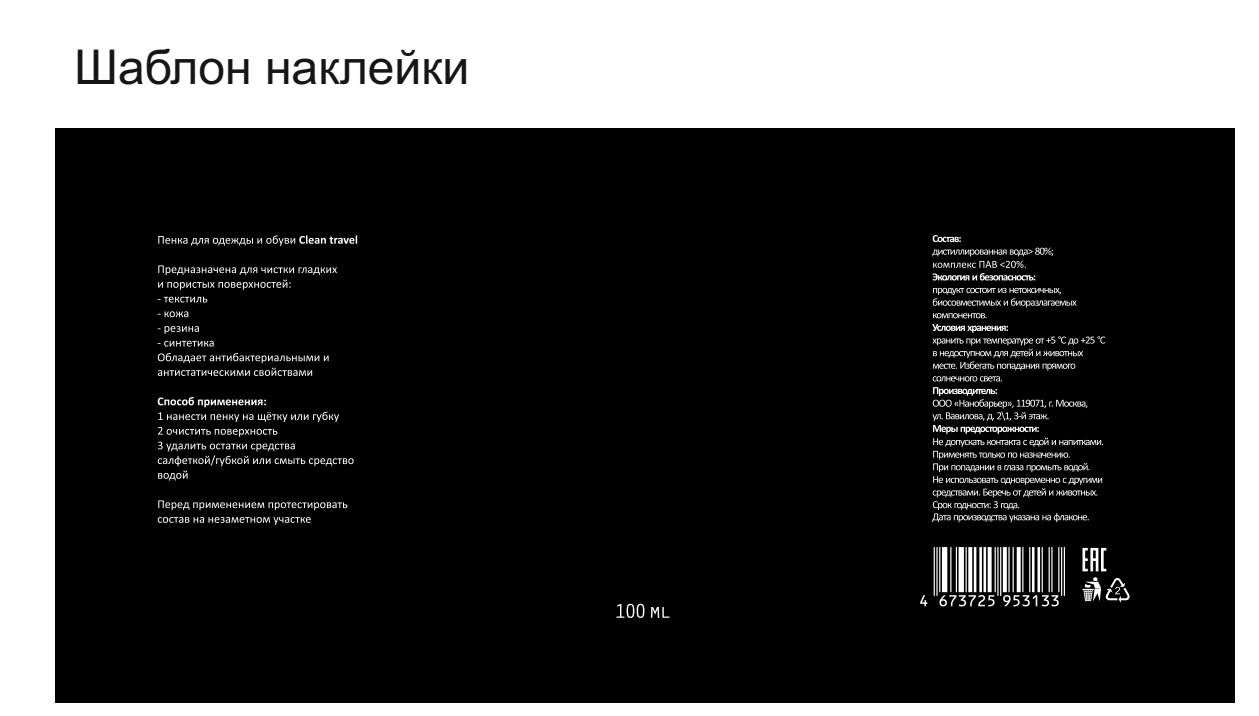 Шаблон наклейки
Пенка для одежды и обуви Clean travel
Предназначена для чистки гладких
и пористых поверхностей:
- текстиль
- кожа
- резина
- синтетика
Обладает антибактериальными и
антистатическими свойствами
Способ применения:
1 нанести пенку на щётку или губку
2 очистить поверхность
3 удалить остатки средства
салфеткой/губкой или смыть средство
водой
Перед применением протестировать
состав на незаметном участке
100 ML
Состав:
дистиллированная вода> 80%;
комплекс ПАВ <20%.
Экология и безопасность:
продукт состоит из нетоксичных,
биосовместимых и биоразлагаемых
компонентов.
Условия хранения:
хранить при температуре от +5 °C до +25 °C
в недоступном для детей и животных
месте. Избегать попадания прямого
солнечного света.
Производитель:
ООО «Нанобарьер», 119071, г. Москва,
ул. Вавилова, д. 2\1, 3-й этаж.
Меры предосторожности:
Не допускать контакта с едой и напитками.
Применять только по назначению.
При попадании в глаза промыть водой.
Не использовать одновременно с другими
средствами. Беречь от детей и животных.
Срок годности: 3 года.
Дата производства указана на флаконе.
EAC
2
4 673725 953133